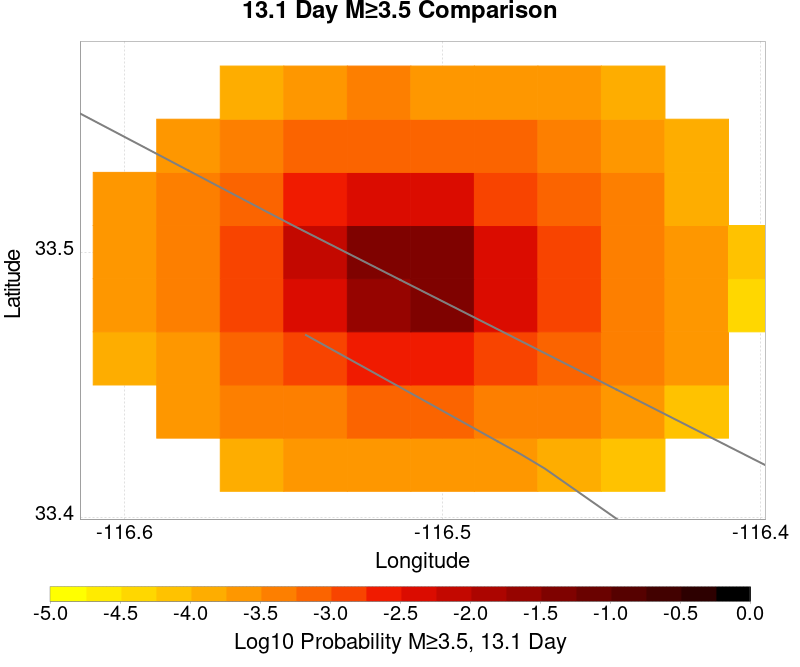 13.1 Day M≥3.5 Comparison
Latitude
33.5
33.4
-116.6 -116.5 -116.4
Longitude
-5.0 -4.5 -4.0 -3.5 -3.0 -2.5 -2.0 -1.5 -1.0 -0.5 0.0
Log10 Probability M≥3.5, 13.1 Day